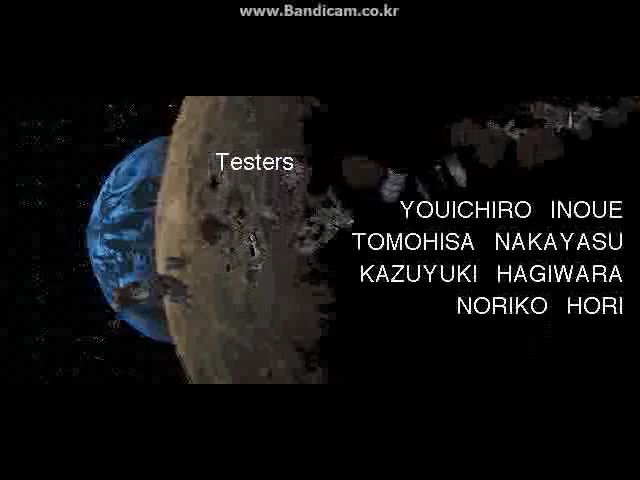 www.Bandicam.co.kr
Testers
YOUICHIRO INOUE
TOMOHISA NAKAYASU
KAZUYUKI HAGIWARA
NORIKO HORI